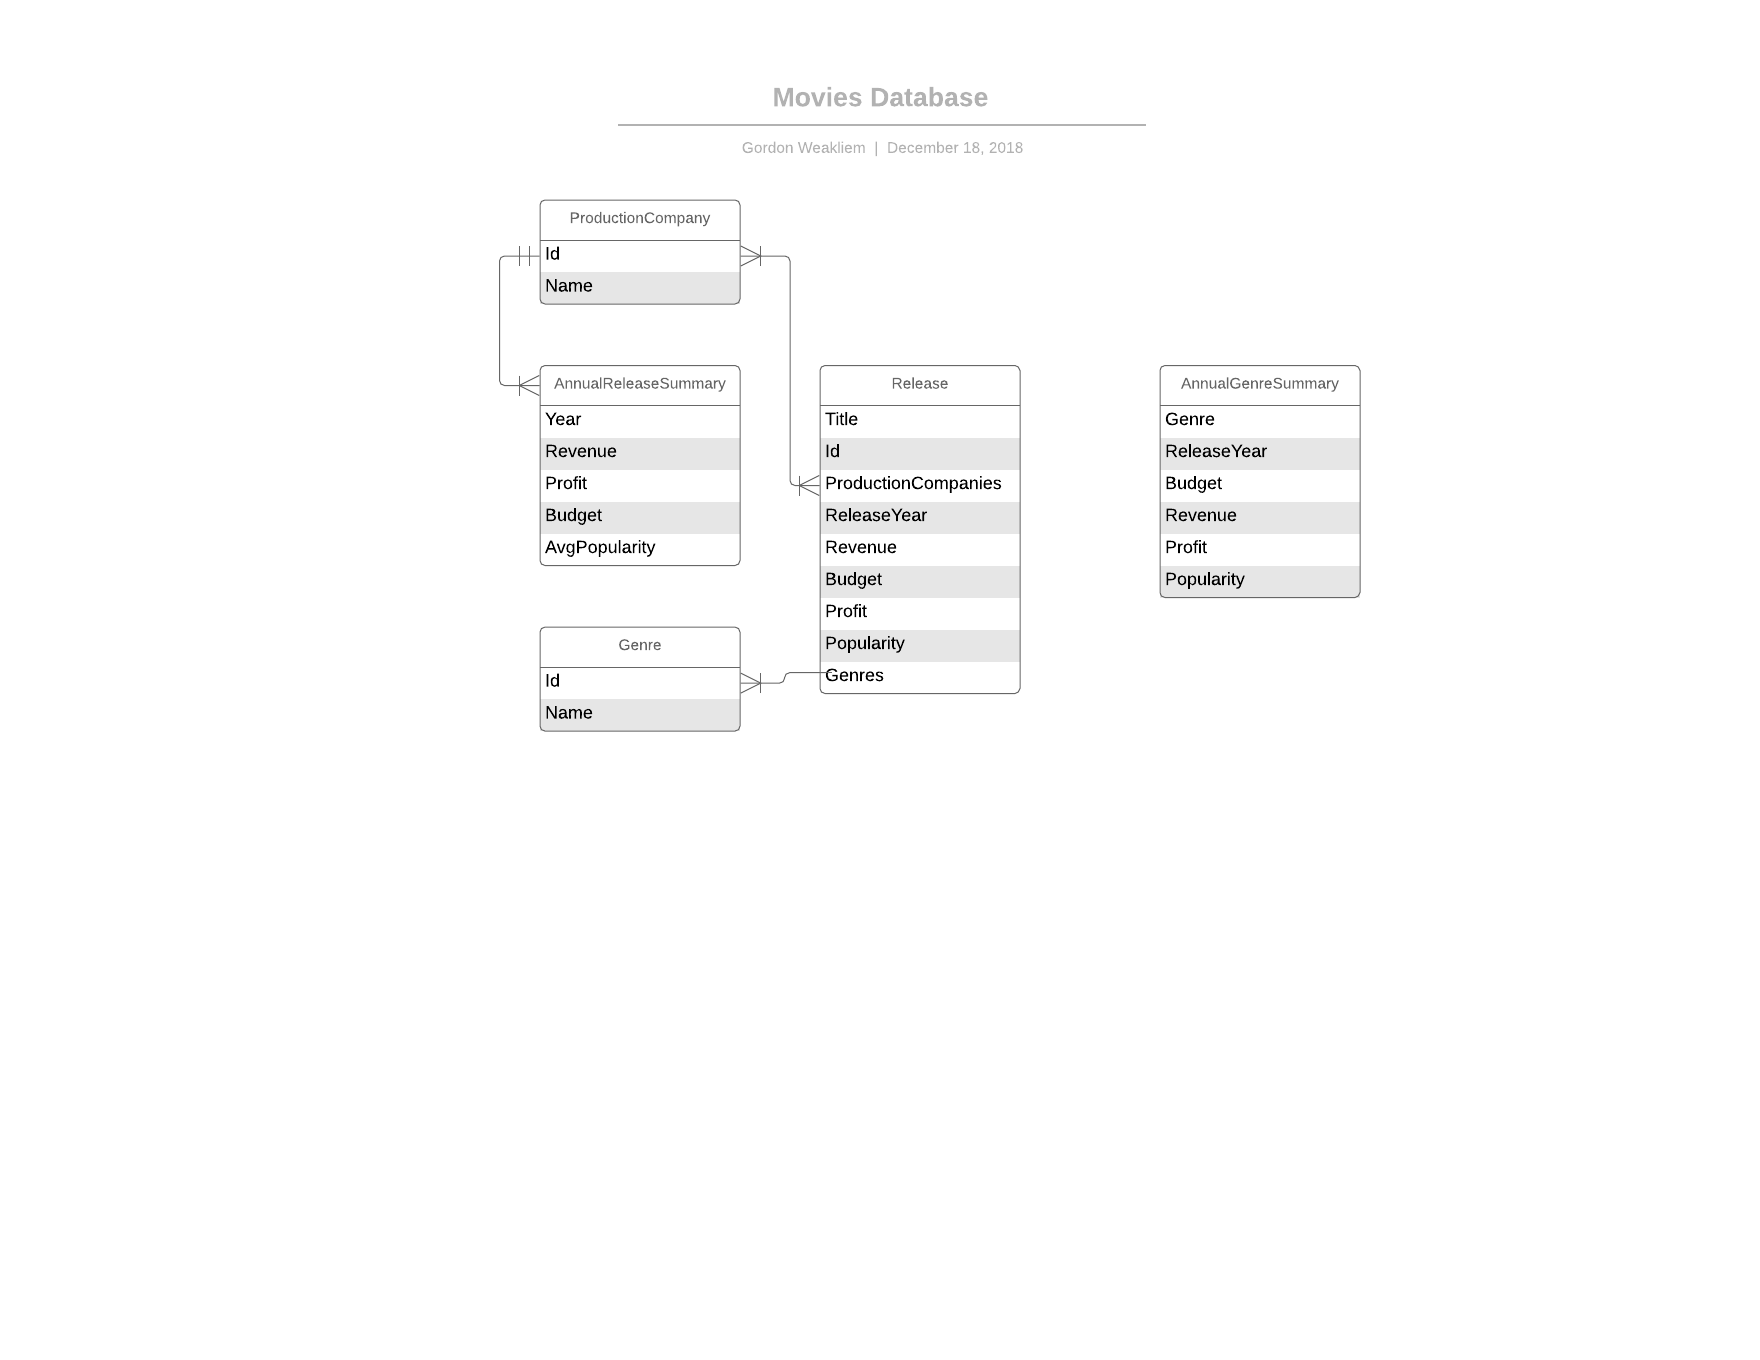 Movies Database
Gordon Weakliem | December 18, 2018
ProductionCompany
Id
Name
AnnualReleaseSummary
Year
Revenue
Profit
Budget
AvgPopularity
Release
Title
Id
ProductionCompanies
ReleaseYear
Revenue
Budget
Profit
Popularity
Genres
AnnualGenreSummary
Genre
ReleaseYear
Budget
Revenue
Profit
Popularity
Genre
Id
Name